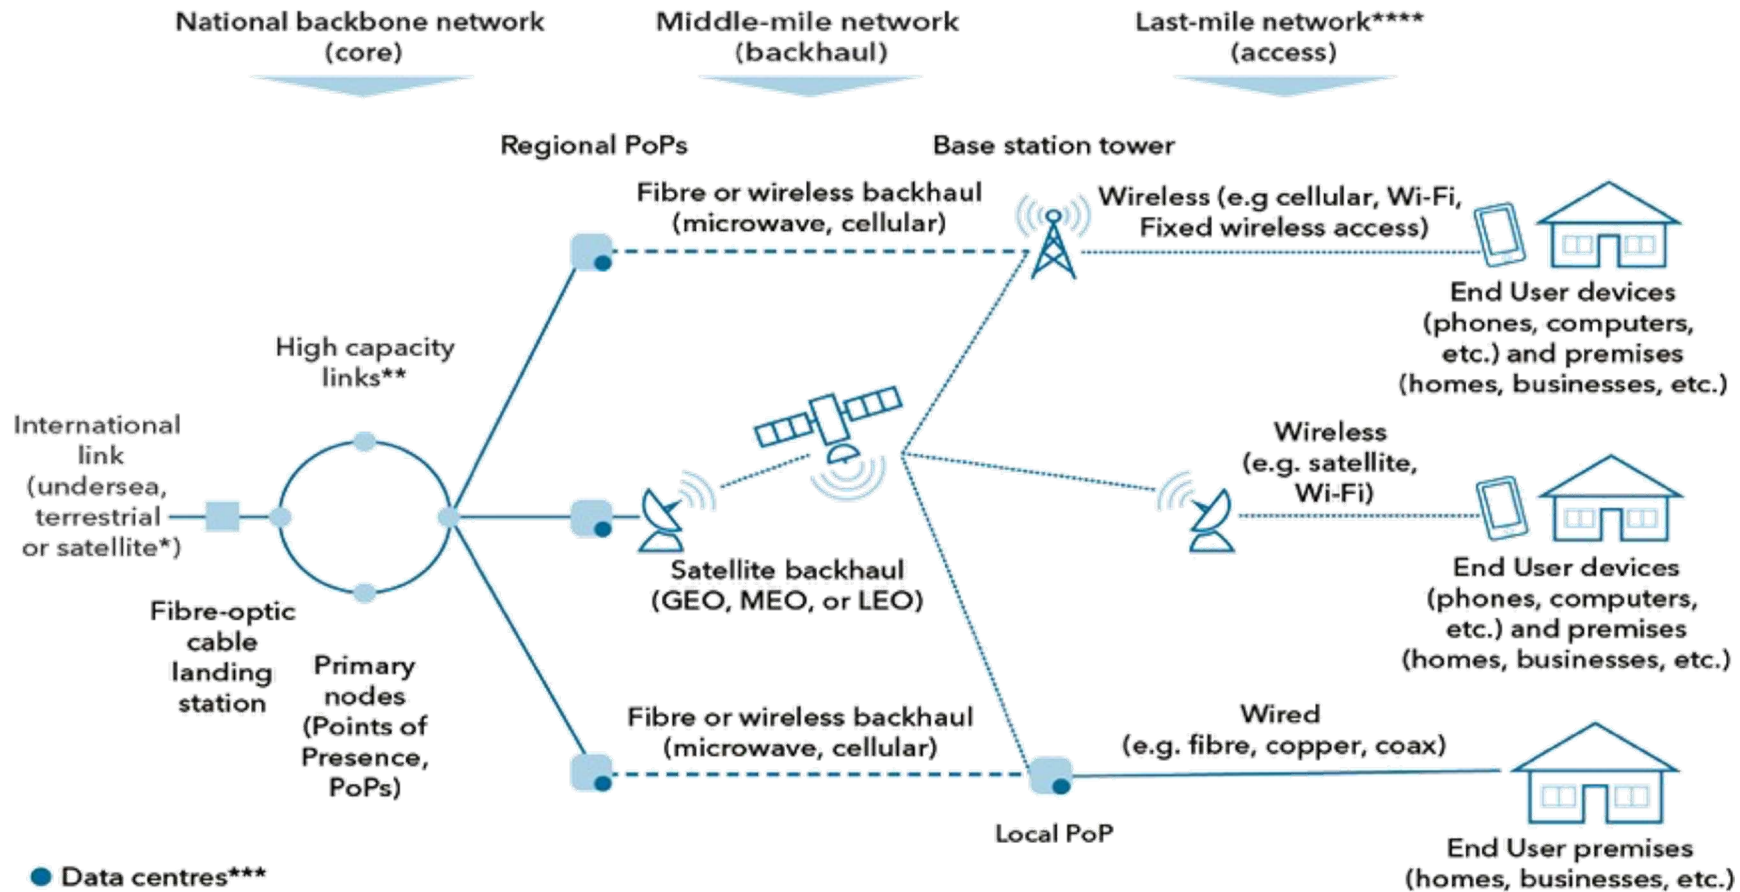 National backbone network
(core)
Middle-mile network
(backhaul)
Last-mile network****
(access)
Regional PoPs
Base station tower
Fibre or wireless backhaul
(microwave, cellular)
Wireless (e.g cellular, Wi-Fi,
Fixed wireless access)
End User devices
(phones, computers,
etc.) and premises
(homes, businesses, etc.)
High capacity
links**
International
link
(undersea,
terrestrial
or satellite*)
Wireless
(e.g. satellite,
Wi-Fi)
Satellite backhaul
(GEO, MEO, or LEO)
End User devices
(phones, computers,
etc.) and premises
(homes, businesses, etc.)
Fibre-optic
cable
landing
station
Primary
nodes
(Points of
Presence,
PoPs)
Fibre or wireless backhaul
(microwave, cellular)
Wired
(e.g. fibre, copper, coax)
Local PoP
End User premises
(homes, businesses, etc.)
Data centres***